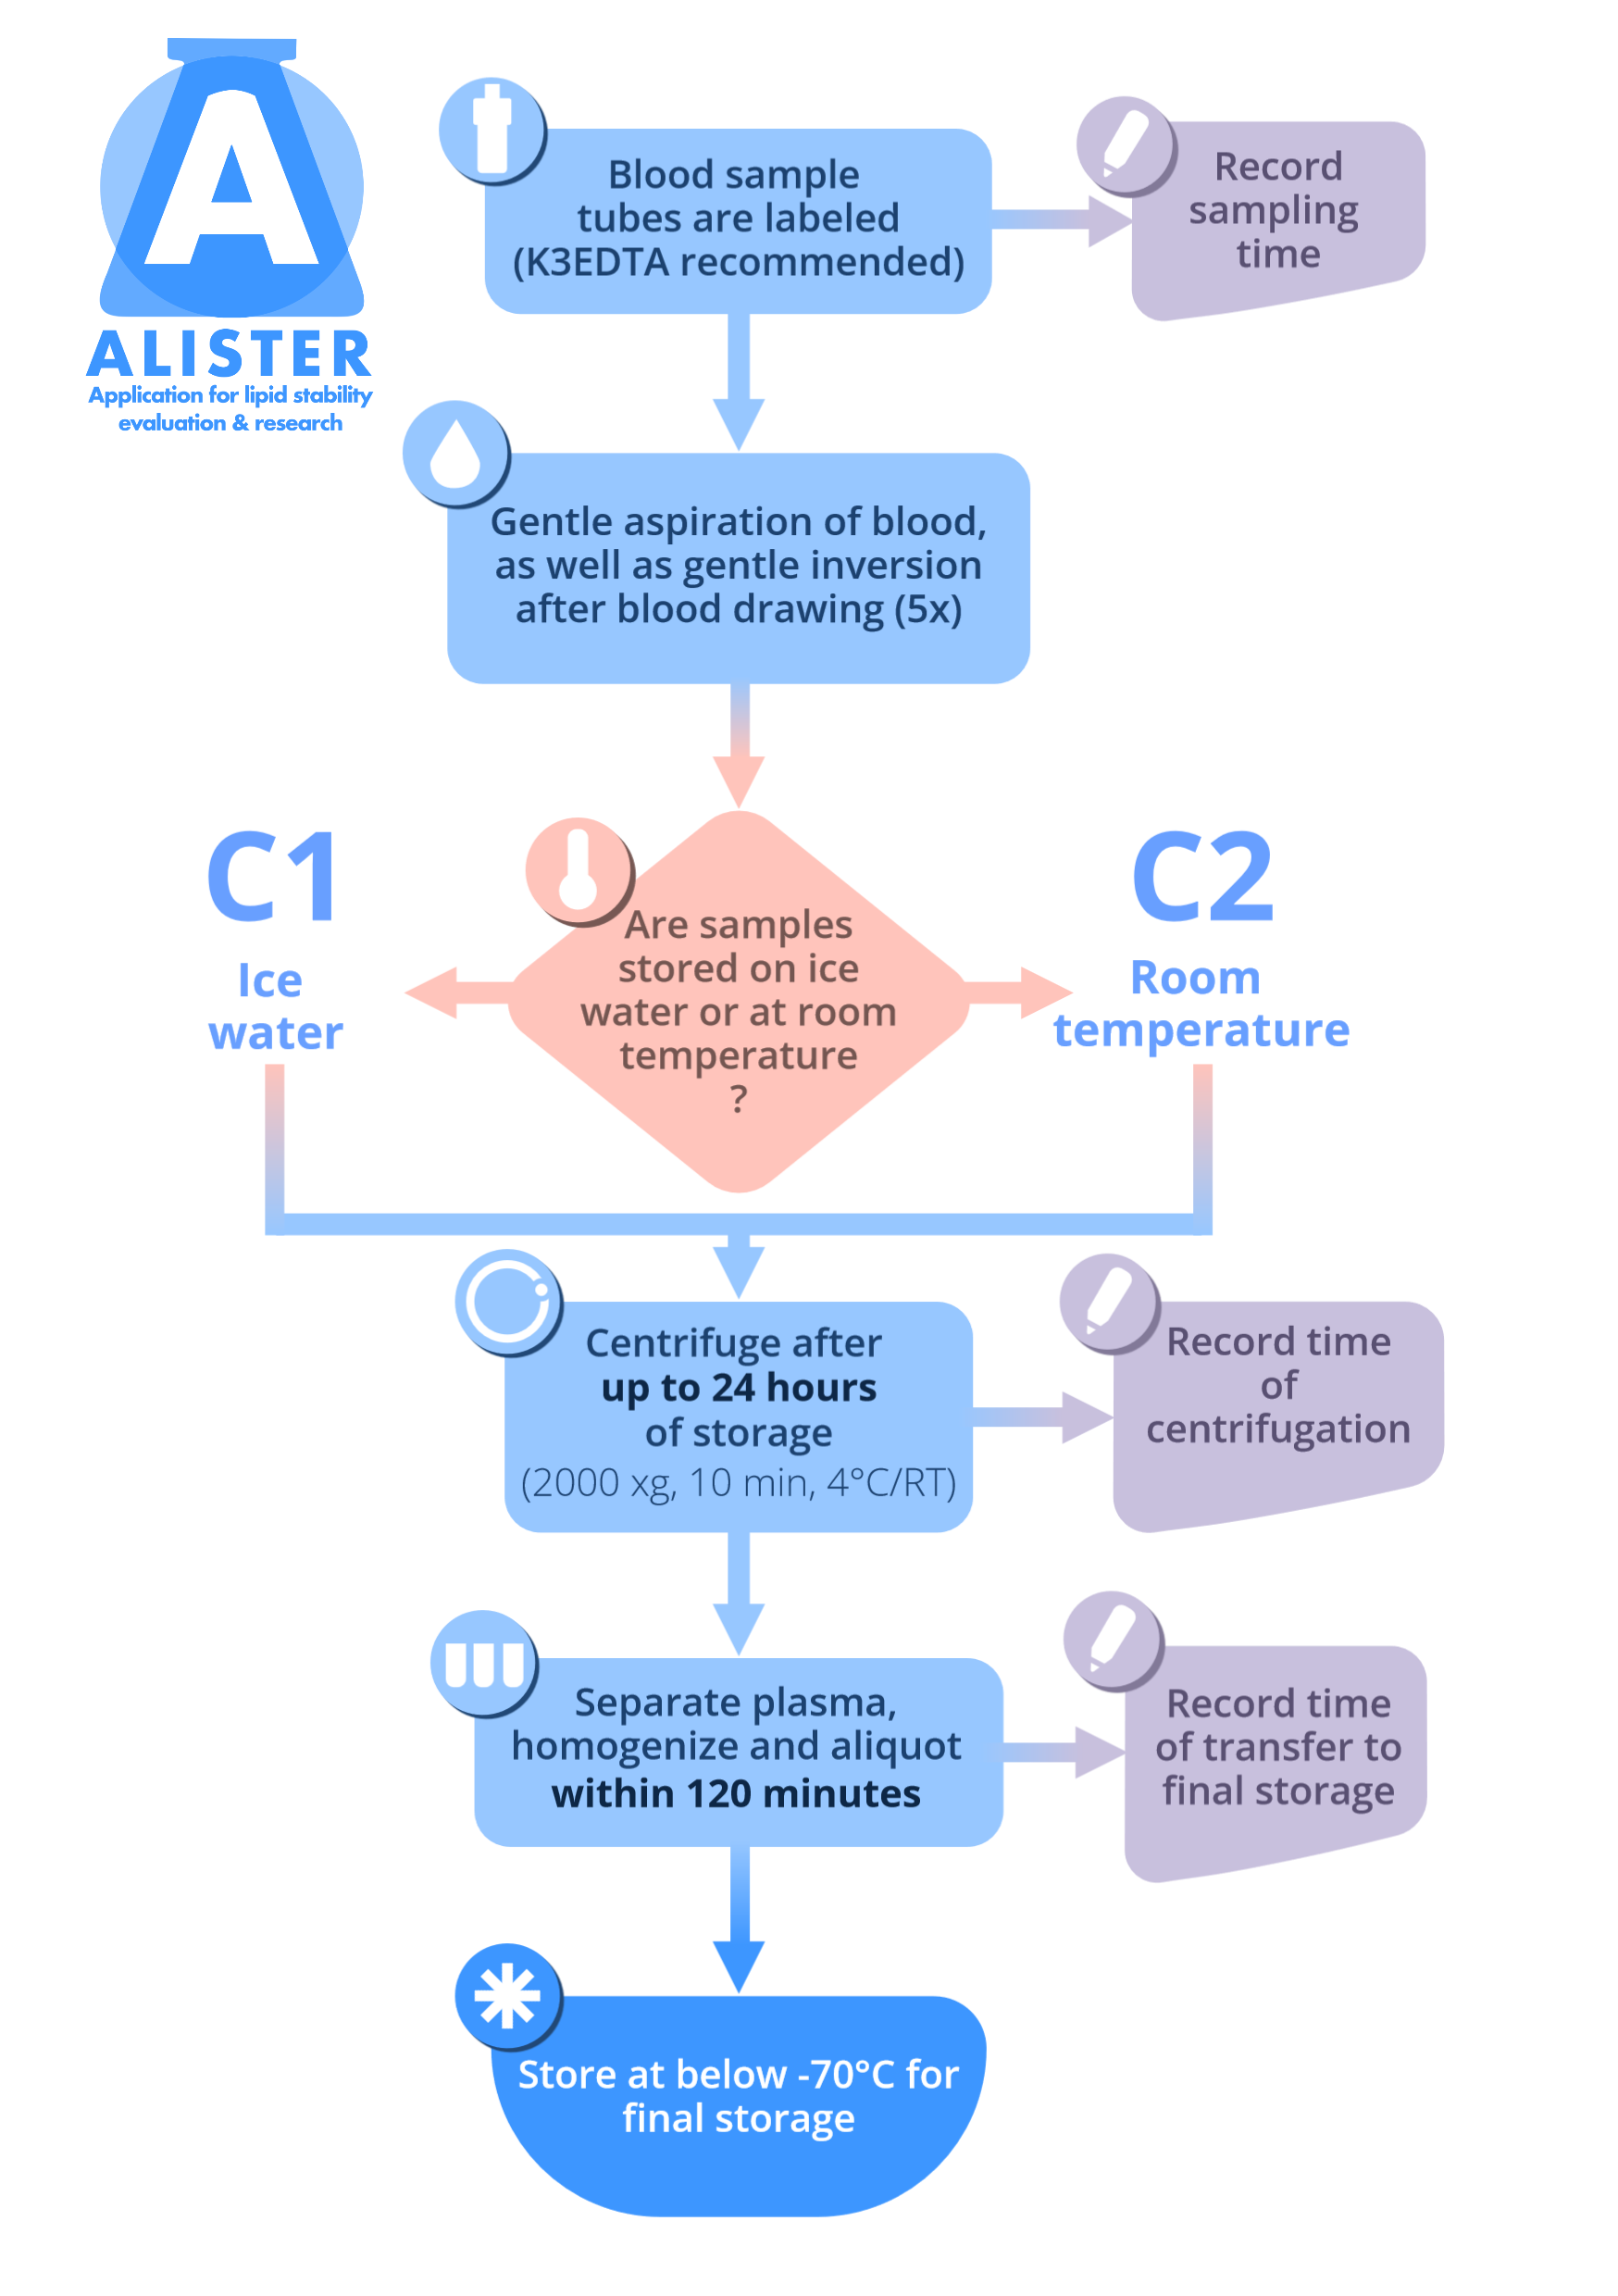 A
ALISTER
Application for lipid stability
evaluation & research
Blood sample
tubes are labeled
(K3EDTA recommended)
Record
sampling
time
Gentle aspiration of blood,
as well as gentle inversion
after blood drawing (5x)
C1
Ice
water
Are samples
stored on ice
water or at room
temperature
?
C2
Room
temperature
Centrifuge after
up to 24 hours
of storage
(2000 xg, 10 min, 4°C/RT)
Record time
of
centrifugation
Separate plasma,
homogenize and aliquot
within 120 minutes
Record time
of transfer to
final storage
Store at below -70°C for
final storage